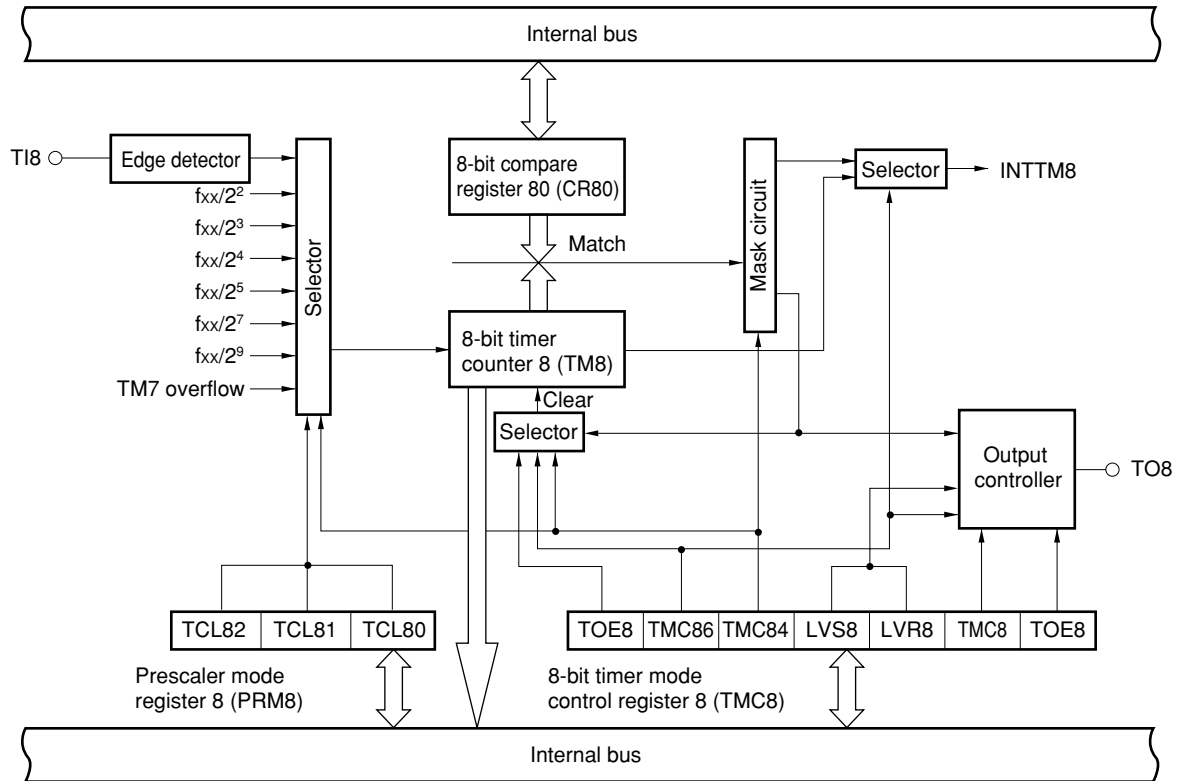 Internal bus
TI8
Edge detector
fxx/2²
fxx/2³
fxx/2⁴
fxx/2⁵
fxx/2⁷
fxx/2⁹
TM7 overflow
Selector
8-bit compare
register 80 (CR80)
Match
8-bit timer
counter 8 (TM8)
Clear
Selector
Mask circuit
Selector
INTTM8
Output
controller
TO8
TCL82 TCL81 TCL80
Prescaler mode
register 8 (PRM8)
TOE8 TMC86 TMC84 LVS8 LVR8 TMC8 TOE8
8-bit timer mode
control register 8 (TMC8)
Internal bus